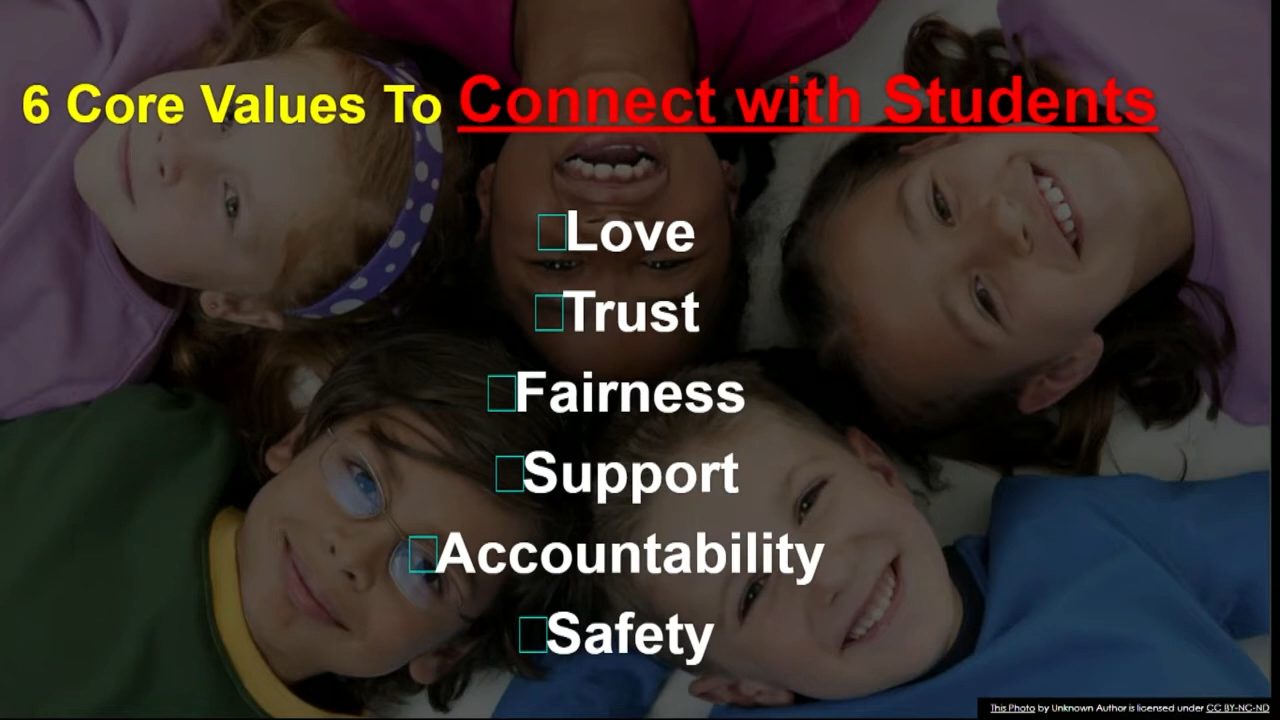 6 Core Values To Connect with Students
Love
Trust
Fairness
Support
Accountability
Safety
This Photo by Unknown Author is licensed under CC BY-NC-ND